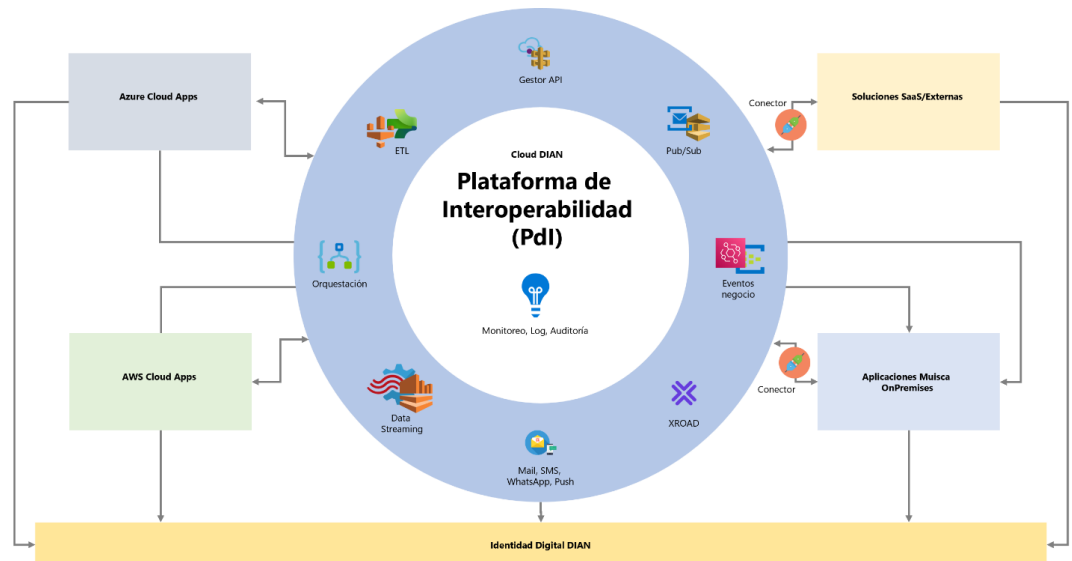 Gestor API
Azure Cloud Apps
Conector
Soluciones SaaS/Externas
ETL
Pub/Sub
Cloud DIAN
Plataforma de
Interoperabilidad
(PdI)
Orquestación
Eventos
negocio
Monitoreo, Log, Auditoría
AWS Cloud Apps
Aplicaciones Muisca
OnPremises
Conector
Data
Streaming
XROAD
Mail, SMS,
WhatsApp, Push
Identidad Digital DIAN